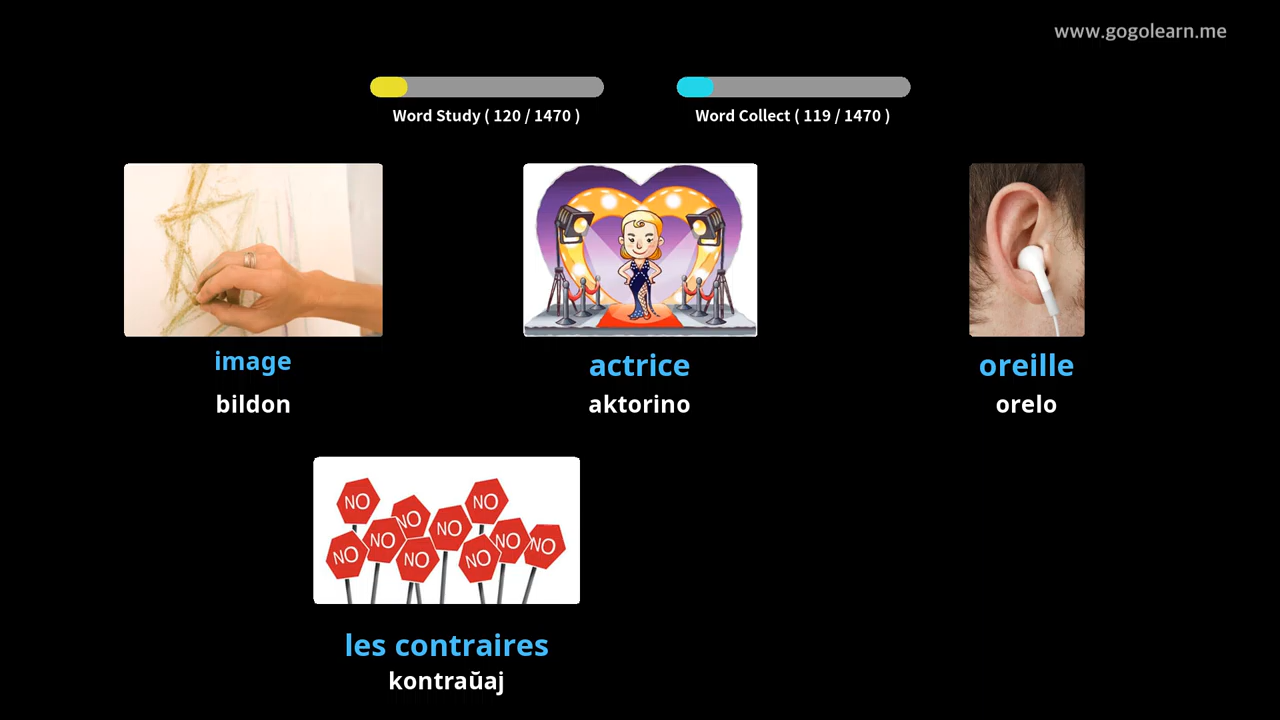 www.gogolearn.me
Word Study ( 120 / 1470 )
Word Collect ( 119 / 1470 )
image
bildon
actrice
aktorino
oreille
orelo
NO
NO
NO
NO
NO
NO
NO
NO
NO
NO
les contraires
kontraŭaj